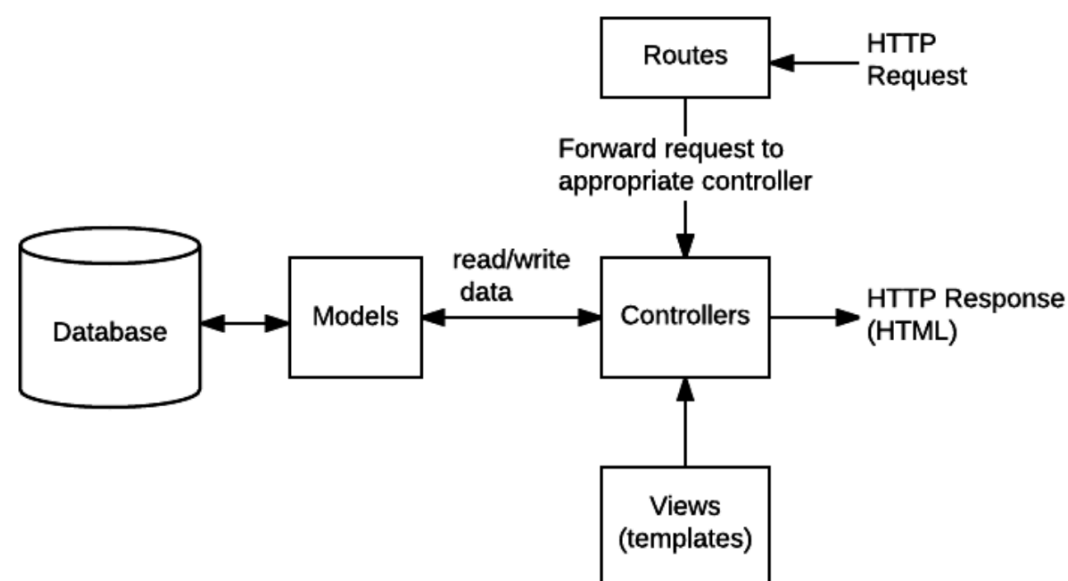 Routes
HTTP
Request
Forward request to
appropriate controller
read/write
data
Database
Models
Controllers
HTTP Response
(HTML)
Views
(templates)